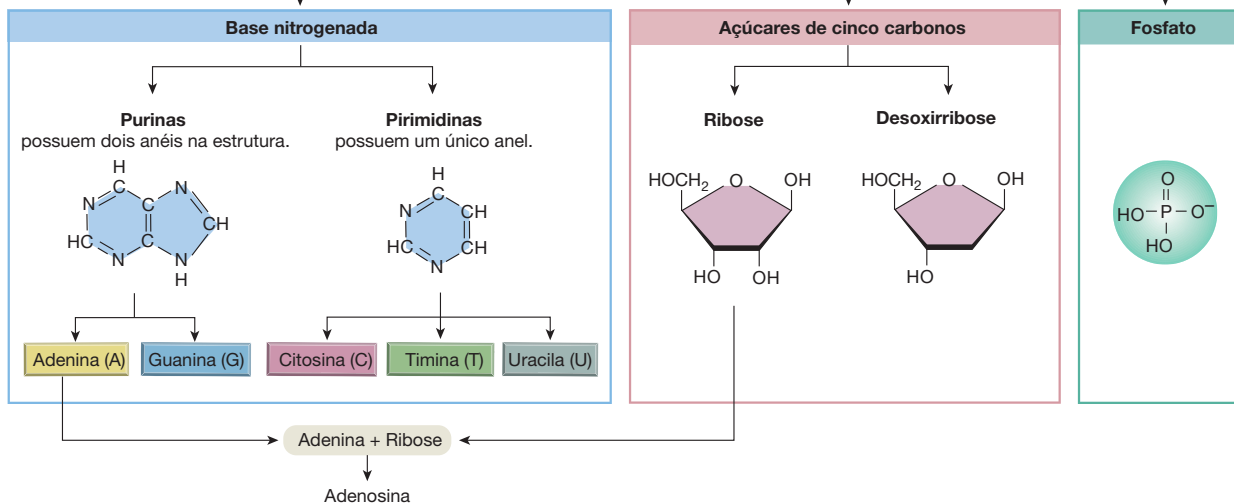 Base nitrogenada
Açúcares de cinco carbonos
Fosfato
Purinas
possuem dois anéis na estrutura.
Pirimidinas
possuem um único anel.
Ribose
Desoxirribose
H
C
N
N
C
CH
HC
C
N
N
H
H
C
N
CH
HC
CH
N
HOCH2
O
OH
HO
OH
HOCH2
O
OH
HO
O
HO
P
O−
HO
Adenina (A)
Guanina (G)
Citosina (C)
Timina (T)
Uracila (U)
Adenina + Ribose
Adenosina